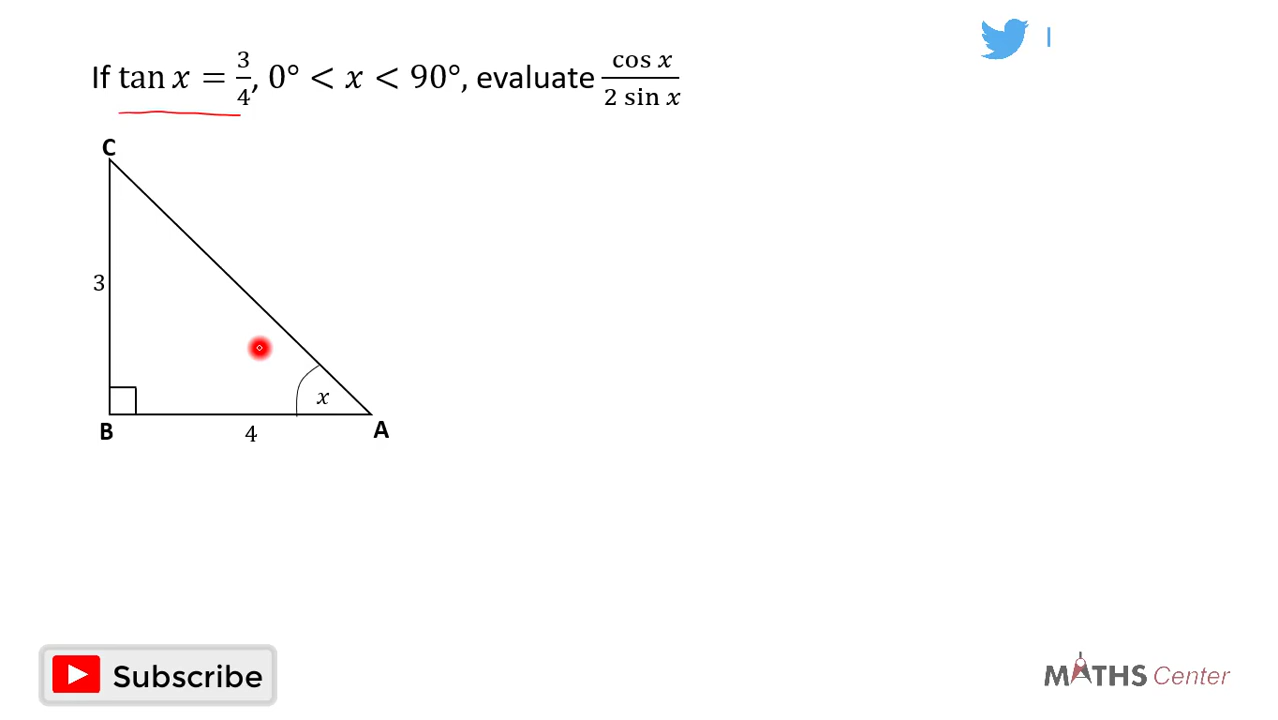 If tan x = 3/4, 0° < x < 90°, evaluate cos x / 2 sin x
C
3
x
B
4
A
Subscribe
MATHS Center